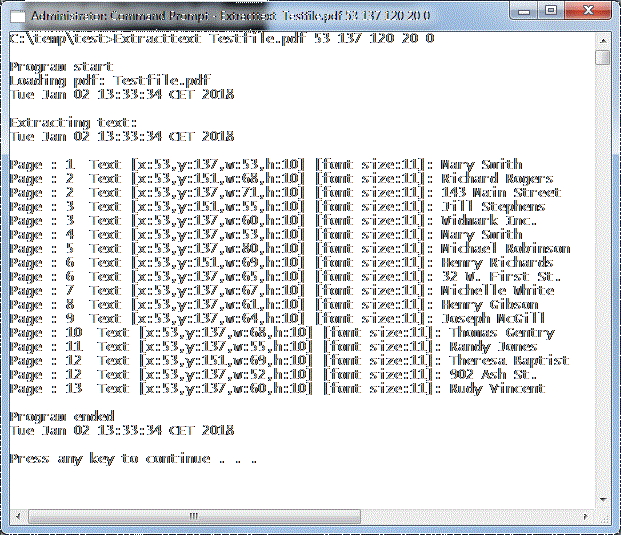 Administrator: Command Prompt - Extracttext Testfile.pdf 53 137 120 20 0
C:\temp\test>Extracttext Testfile.pdf 53 137 120 20 0
Program start
Loading pdf: Testfile.pdf
Tue Jan 02 13:33:34 CET 2018
Extracting text:
Tue Jan 02 13:33:34 CET 2018
Page : 1 Text [x:53,y:137,w:53,h:10] [font size:11]: Mary Smith
Page : 2 Text [x:53,y:151,w:68,h:10] [font size:11]: Richard Rogers
Page : 2 Text [x:53,y:137,w:71,h:10] [font size:11]: 143 Main Street
Page : 3 Text [x:53,y:151,w:55,h:10] [font size:11]: Jill Stephens
Page : 3 Text [x:53,y:137,w:60,h:10] [font size:11]: Widmark Inc.
Page : 4 Text [x:53,y:137,w:53,h:10] [font size:11]: Mary Smith
Page : 5 Text [x:53,y:137,w:80,h:10] [font size:11]: Michael Robinson
Page : 6 Text [x:53,y:151,w:69,h:10] [font size:11]: Henry Richards
Page : 6 Text [x:53,y:137,w:65,h:10] [font size:11]: 32 W. First St.
Page : 7 Text [x:53,y:137,w:67,h:10] [font size:11]: Michelle White
Page : 8 Text [x:53,y:137,w:61,h:10] [font size:11]: Henry Gibson
Page : 9 Text [x:53,y:137,w:64,h:10] [font size:11]: Joseph McGill
Page : 10 Text [x:53,y:137,w:68,h:10] [font size:11]: Thomas Gentry
Page : 11 Text [x:53,y:137,w:55,h:10] [font size:11]: Randy Jones
Page : 12 Text [x:53,y:151,w:69,h:10] [font size:11]: Theresa Baptist
Page : 12 Text [x:53,y:137,w:52,h:10] [font size:11]: 902 Ash St.
Page : 13 Text [x:53,y:137,w:60,h:10] [font size:11]: Rudy Vincent
Program ended
Tue Jan 02 13:33:34 CET 2018
Press any key to continue . . .